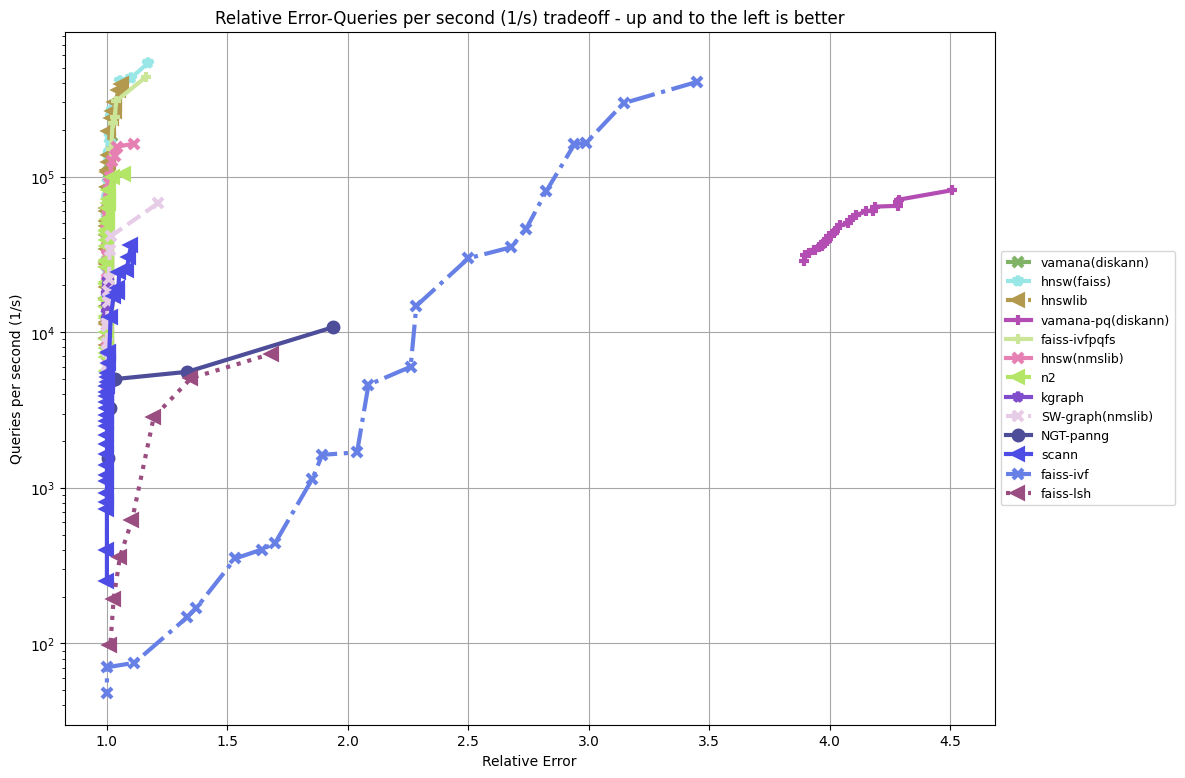 Relative Error-Queries per second (1/s) tradeoff - up and to the left is better
Queries per second (1/s)
10^5
10^4
10^3
10^2
1.0 1.5 2.0 2.5 3.0 3.5 4.0 4.5
Relative Error
vamana(diskann)
hnsw(faiss)
hnswlib
vamana-pq(diskann)
faiss-ivfpqfs
hnsw(nmslib)
n2
kgraph
SW-graph(nmslib)
NGT-panng
scann
faiss-ivf
faiss-lsh